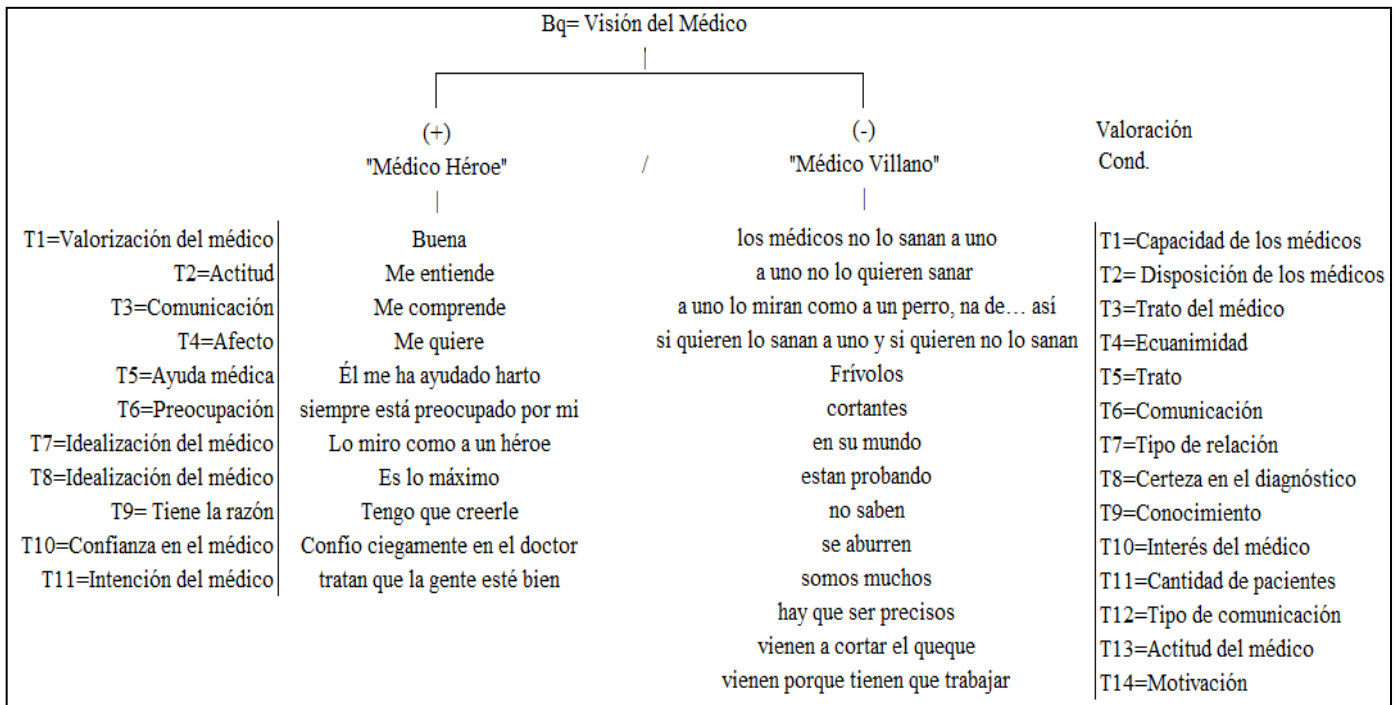 Bq= Visión del Médico
(+) (-) Valoración
"Médico Héroe" / "Médico Villano" Cond.
T1=Valorización del médico Buena los médicos no lo sanan a uno T1=Capacidad de los médicos
T2=Actitud Me entiende a uno no lo quieren sanar T2= Disposición de los médicos
T3=Comunicación Me comprende a uno lo miran como a un perro, na de… así T3=Trato del médico
T4=Afecto Me quiere si quieren lo sanan a uno y si quieren no lo sanan T4=Ecuanimidad
T5=Ayuda médica Él me ha ayudado harto Frívolos T5=Trato
T6=Preocupación siempre está preocupado por mi cortantes T6=Comunicación
T7=Idealización del médico Lo miro como a un héroe en su mundo T7=Tipo de relación
T8=Idealización del médico Es lo máximo estan probando T8=Certeza en el diagnóstico
T9= Tiene la razón Tengo que creerle no saben T9=Conocimiento
T10=Confianza en el médico Confío ciegamente en el doctor se aburren T10=Interés del médico
T11=Intención del médico tratan que la gente esté bien somos muchos T11=Cantidad de pacientes
hay que ser precisos T12=Tipo de comunicación
vienen a cortar el queque T13=Actitud del médico
vienen porque tienen que trabajar T14=Motivación